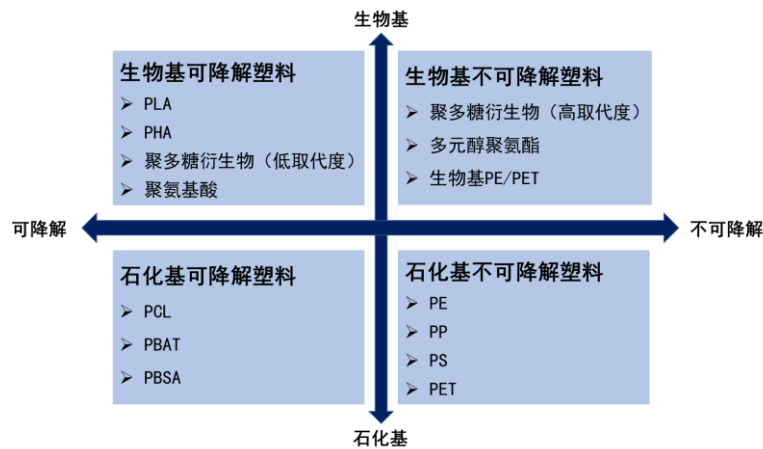 生物基
生物基可降解塑料
PLA
PHA
聚多糖衍生物（低取代度）
聚氨基酸
生物基不可降解塑料
聚多糖衍生物（高取代度）
多元醇聚氨酯
生物基PE/PET
可降解
不可降解
石化基可降解塑料
PCL
PBAT
PBSA
石化基不可降解塑料
PE
PP
PS
PET
石化基